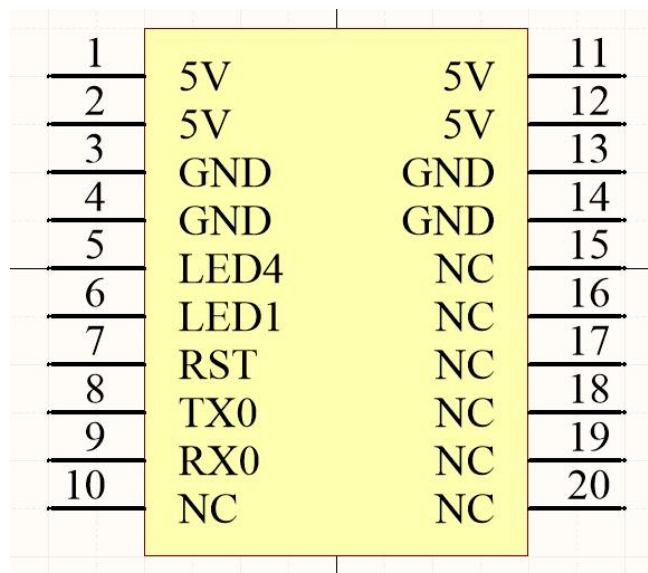 1 5V 5V 11
2 5V 5V 12
3 GND GND 13
4 GND GND 14
5 LED4 NC 15
6 LED1 NC 16
7 RST NC 17
8 TX0 NC 18
9 RX0 NC 19
10 NC NC 20